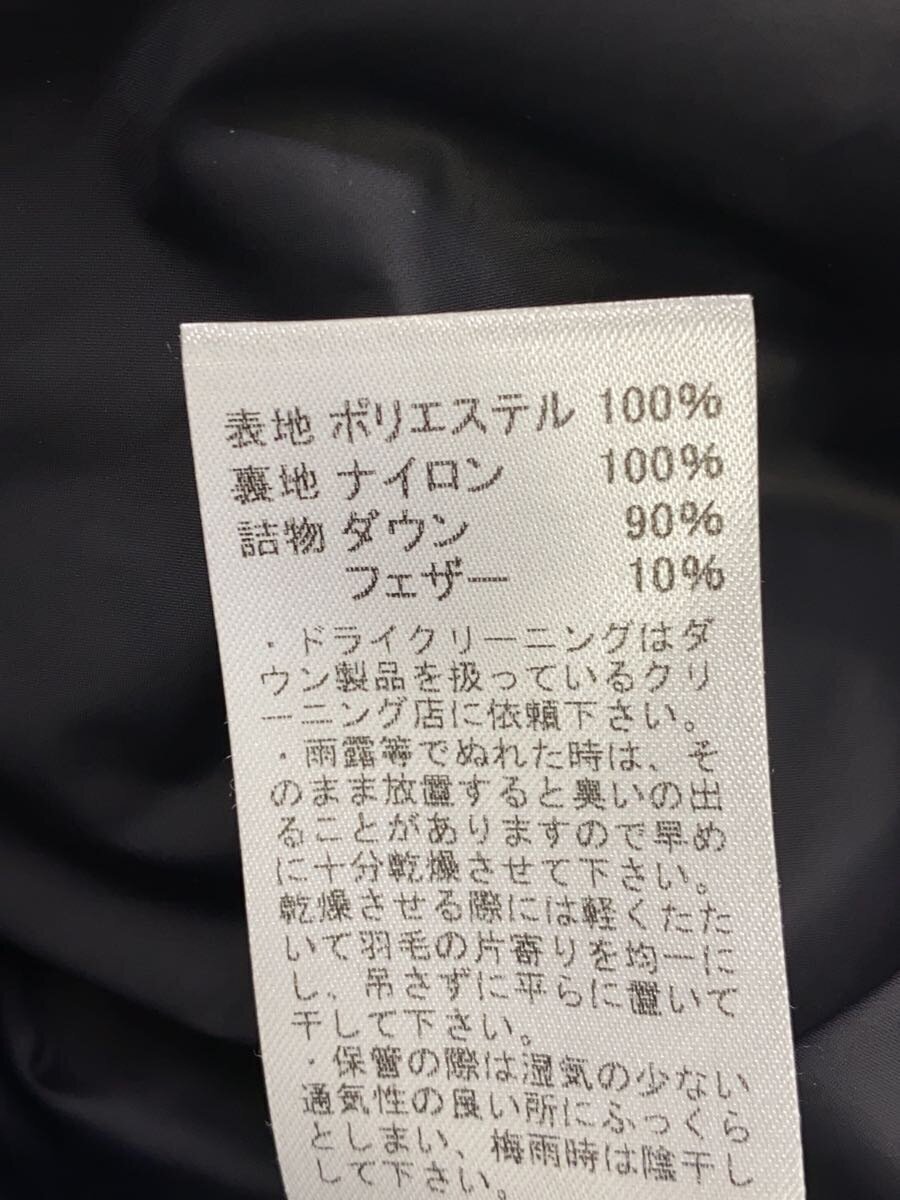 表地 ポリエステル 100%
裏地 ナイロン 100%
詰物 ダウン 90%
フェザー 10%
・ドライクリーニングはダ
ウン製品を扱っているクリ
ーニング店に依頼下さい。
・雨露等でぬれた時は、そ
のまま放置すると臭いの出
ることがありますので早め
に十分乾燥させて下さい。
乾燥させる際には軽くたた
いて羽毛の片寄りを均一に
し、吊さずに平らに置いて
干して下さい。
・保管の際は湿気の少ない
通気性の良い所にふっくら
としまい、梅雨時は陰干し
して下さい。